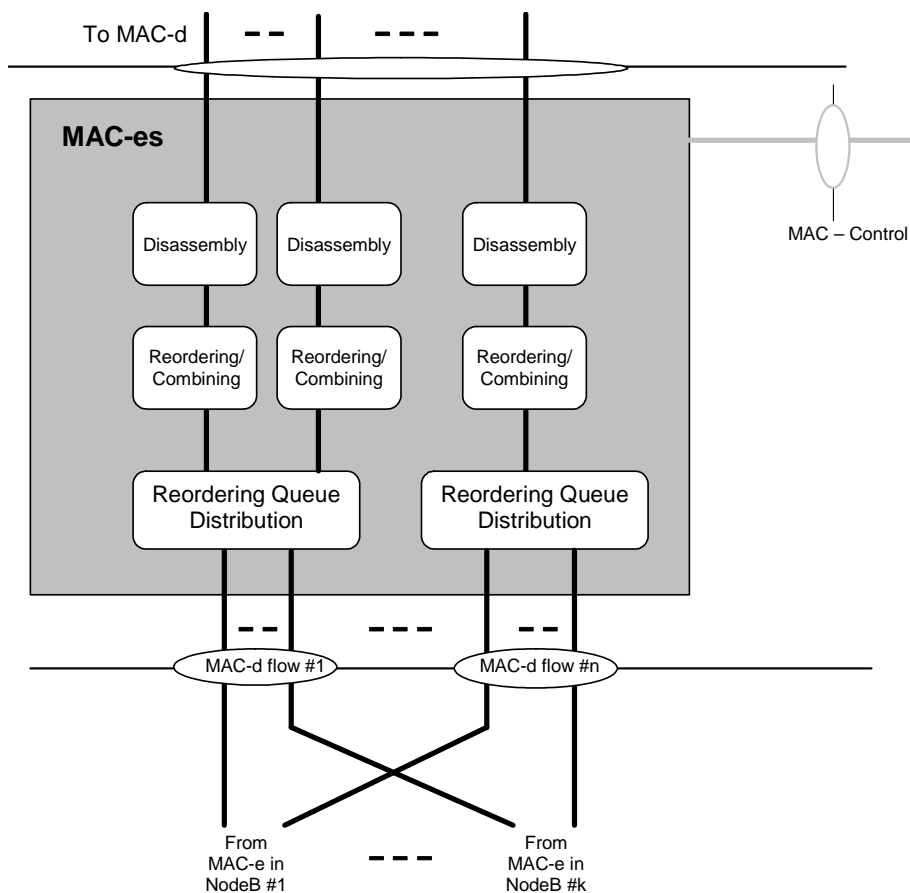 To MAC-d
MAC-es
MAC – Control
Disassembly
Disassembly
Disassembly
Reordering/
Combining
Reordering/
Combining
Reordering/
Combining
Reordering Queue
Distribution
Reordering Queue
Distribution
MAC-d flow #1
MAC-d flow #n
From
MAC-e in
NodeB #1
From
MAC-e in
NodeB #k